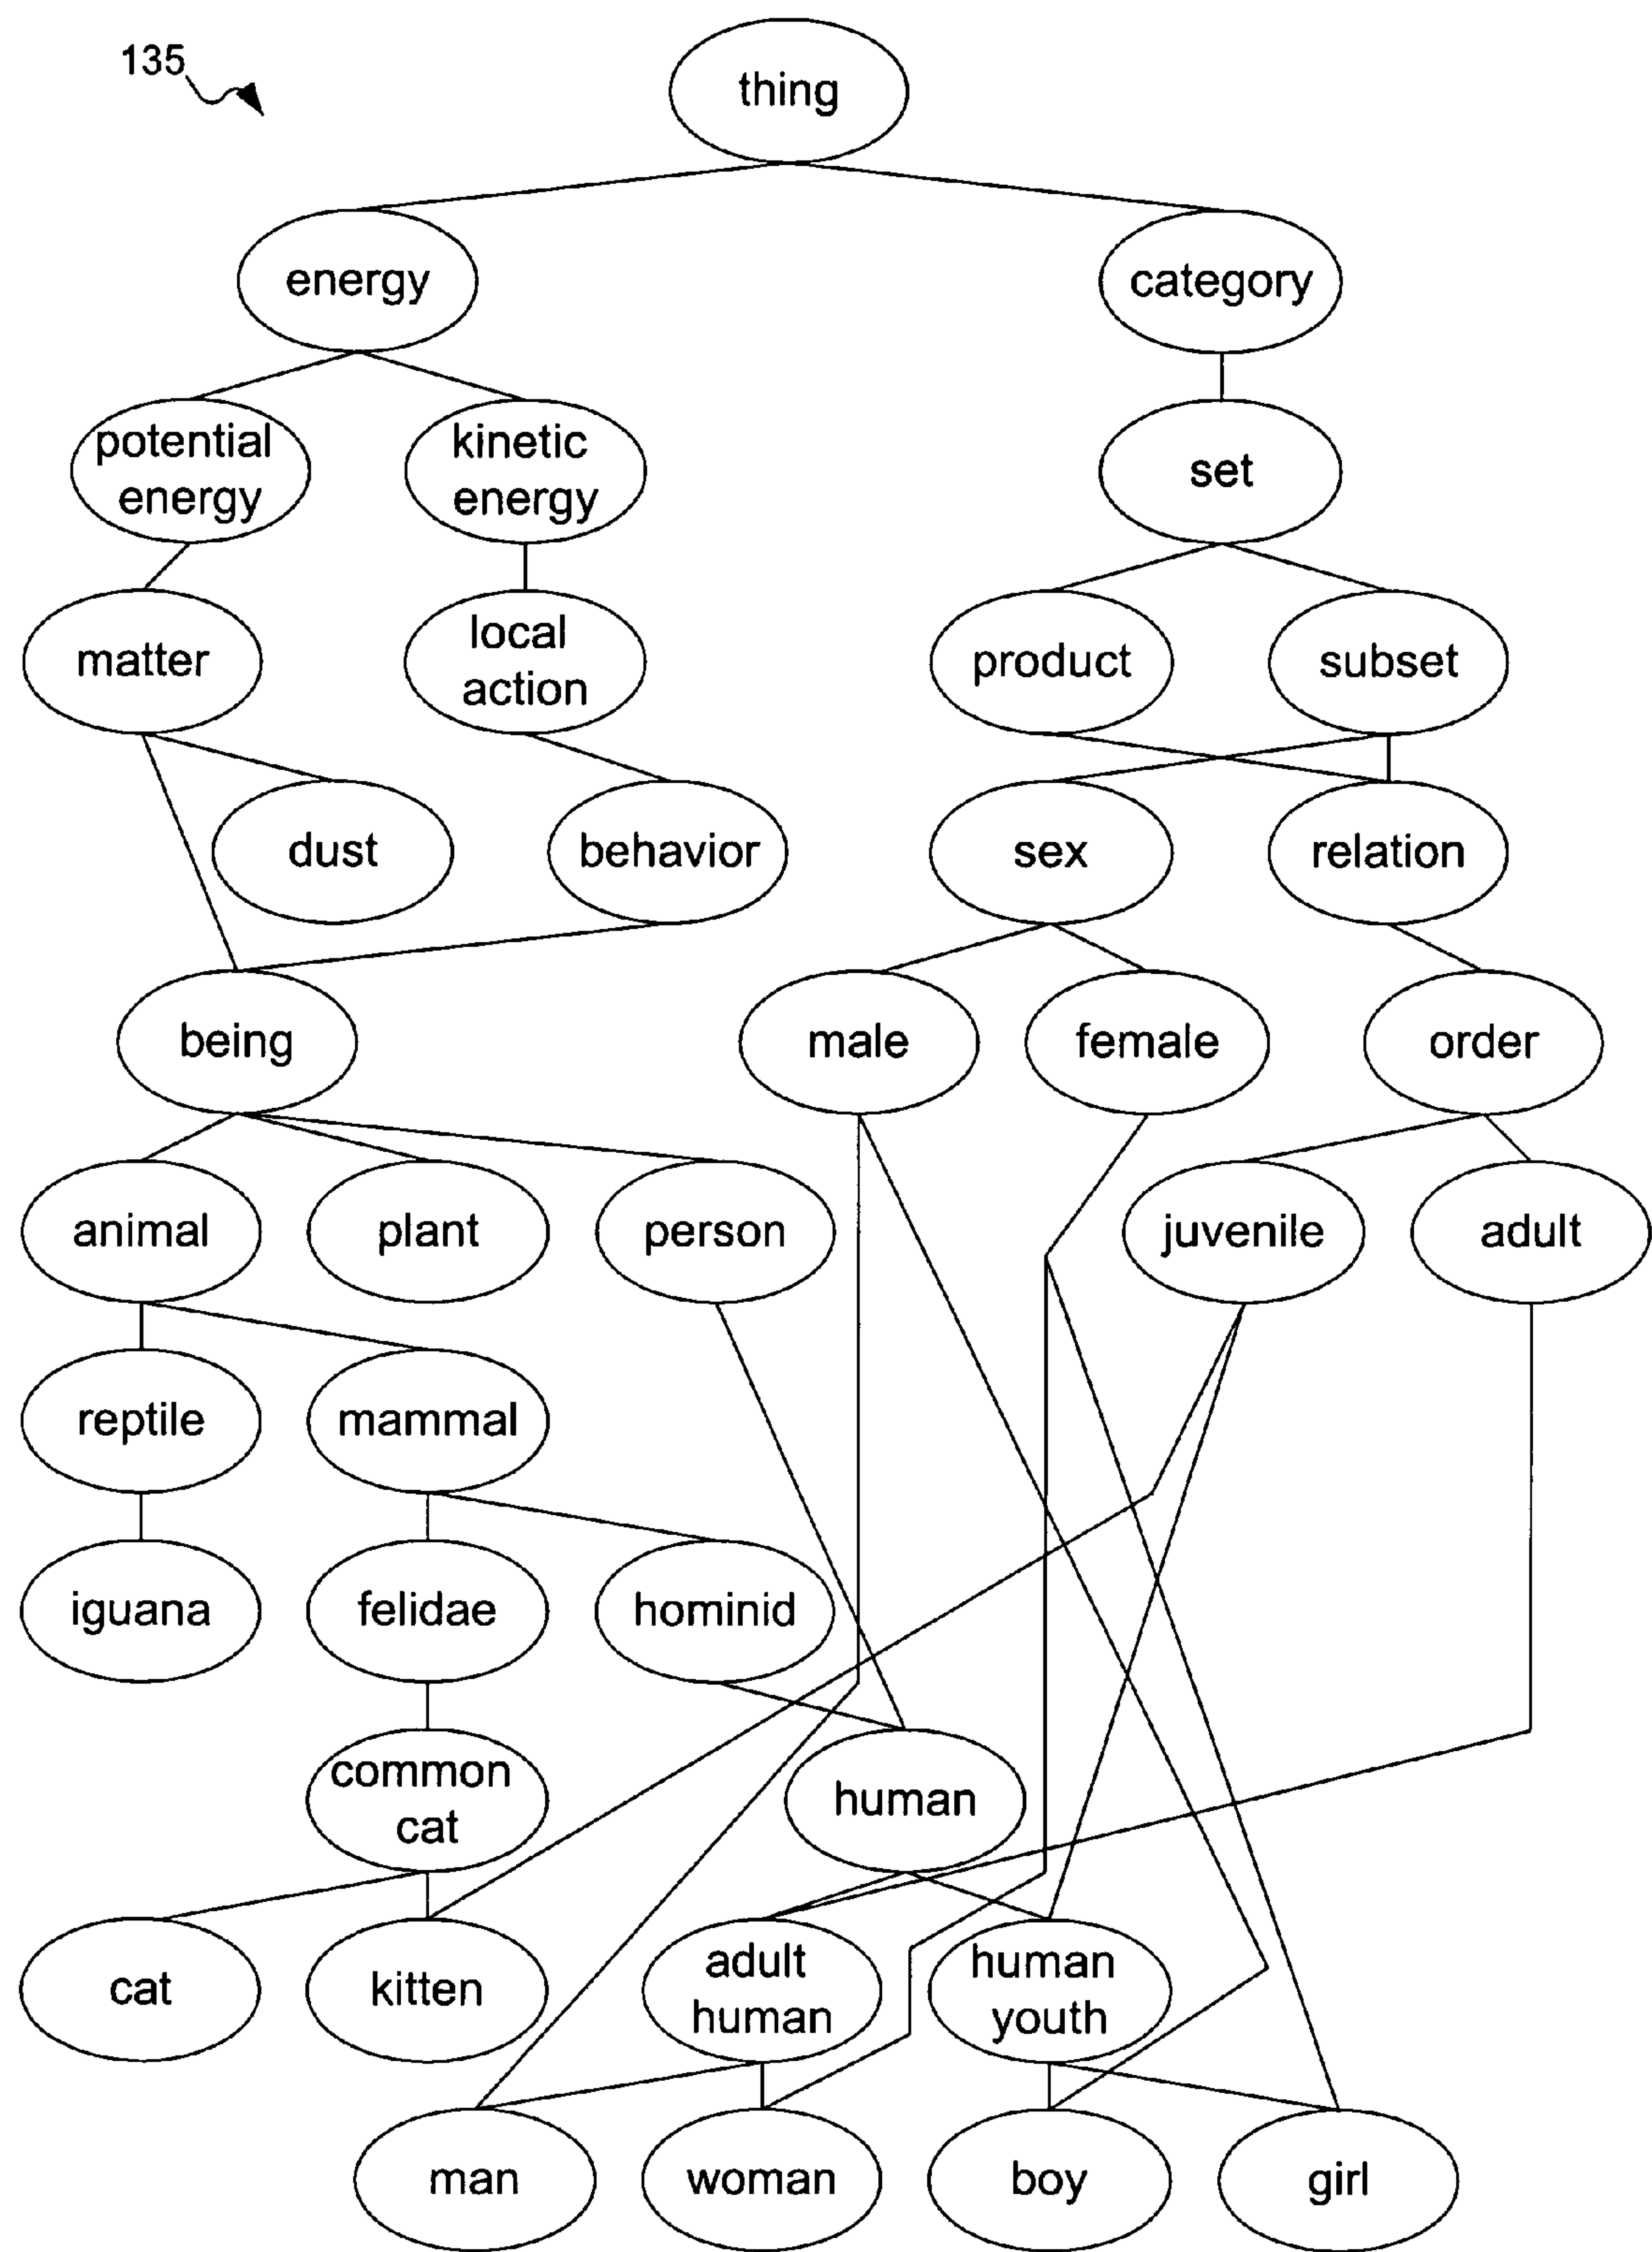 135
thing
energy
category
potential
energy
kinetic
energy
set
matter
local
action
product
subset
dust
behavior
sex
relation
being
male
female
order
animal
plant
person
juvenile
adult
reptile
mammal
iguana
felidae
hominid
common
cat
human
cat
kitten
adult
human
human
youth
man
woman
boy
girl